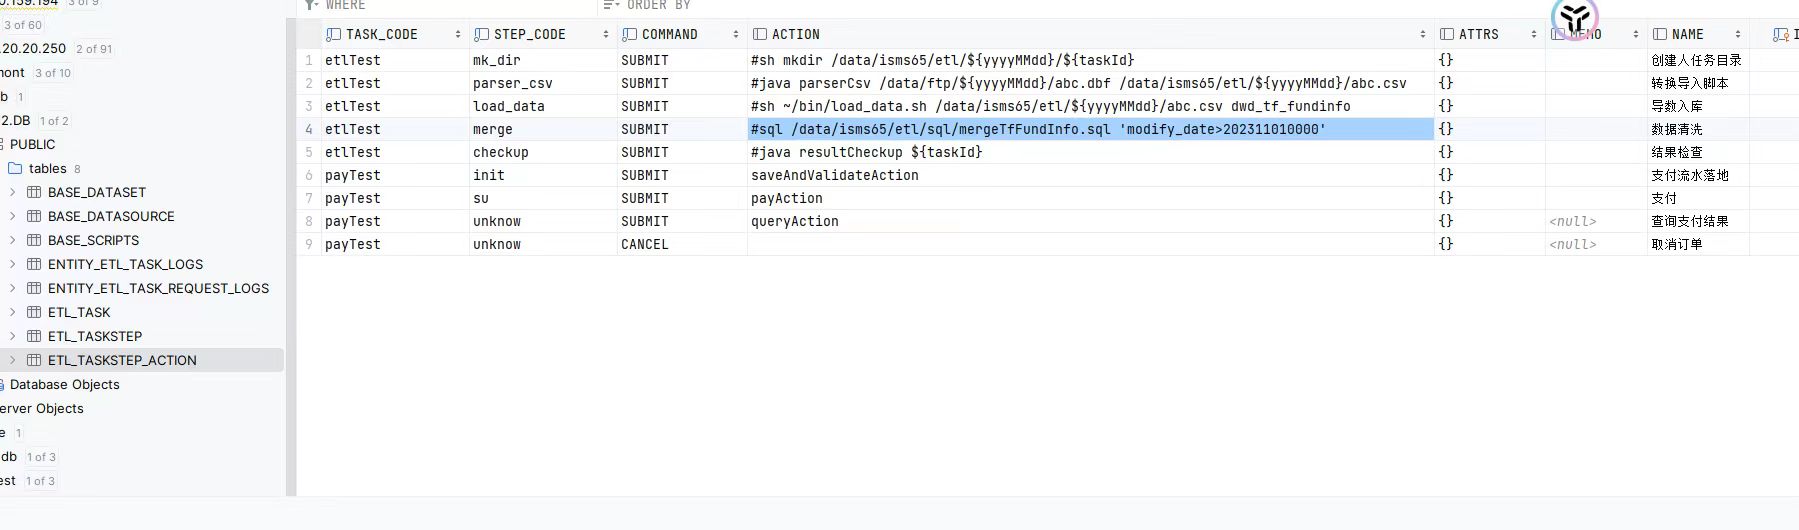 0.159.194 3 of 9
3 of 60
.20.20.250 2 of 91
mont 3 of 10
b 1
2.DB 1 of 2
PUBLIC
tables 8
BASE_DATASET
BASE_DATASOURCE
BASE_SCRIPTS
ENTITY_ETL_TASK_LOGS
ENTITY_ETL_TASK_REQUEST_LOGS
ETL_TASK
ETL_TASKSTEP
ETL_TASKSTEP_ACTION
Database Objects
erver Objects
e 1
db 1 of 3
est 1 of 3
WHERE ORDER BY
TASK_CODE STEP_CODE COMMAND ACTION ATTRS MEMO NAME I
1 etlTest mk_dir SUBMIT #sh mkdir /data/isms65/etl/${yyyyMMdd}/${taskId} {} 创建人任务目录
2 etlTest parser_csv SUBMIT #java parserCsv /data/ftp/${yyyyMMdd}/abc.dbf /data/isms65/etl/${yyyyMMdd}/abc.csv {} 转换导入脚本
3 etlTest load_data SUBMIT #sh ~/bin/load_data.sh /data/isms65/etl/${yyyyMMdd}/abc.csv dwd_tf_fundinfo {} 导数入库
4 etlTest merge SUBMIT #sql /data/isms65/etl/sql/mergeTfFundInfo.sql 'modify_date>202311010000' {} 数据清洗
5 etlTest checkup SUBMIT #java resultCheckup ${taskId} {} 结果检查
6 payTest init SUBMIT saveAndValidateAction {} 支付流水落地
7 payTest su SUBMIT payAction {} 支付
8 payTest unknow SUBMIT queryAction {} <null> 查询支付结果
9 payTest unknow CANCEL {} <null> 取消订单